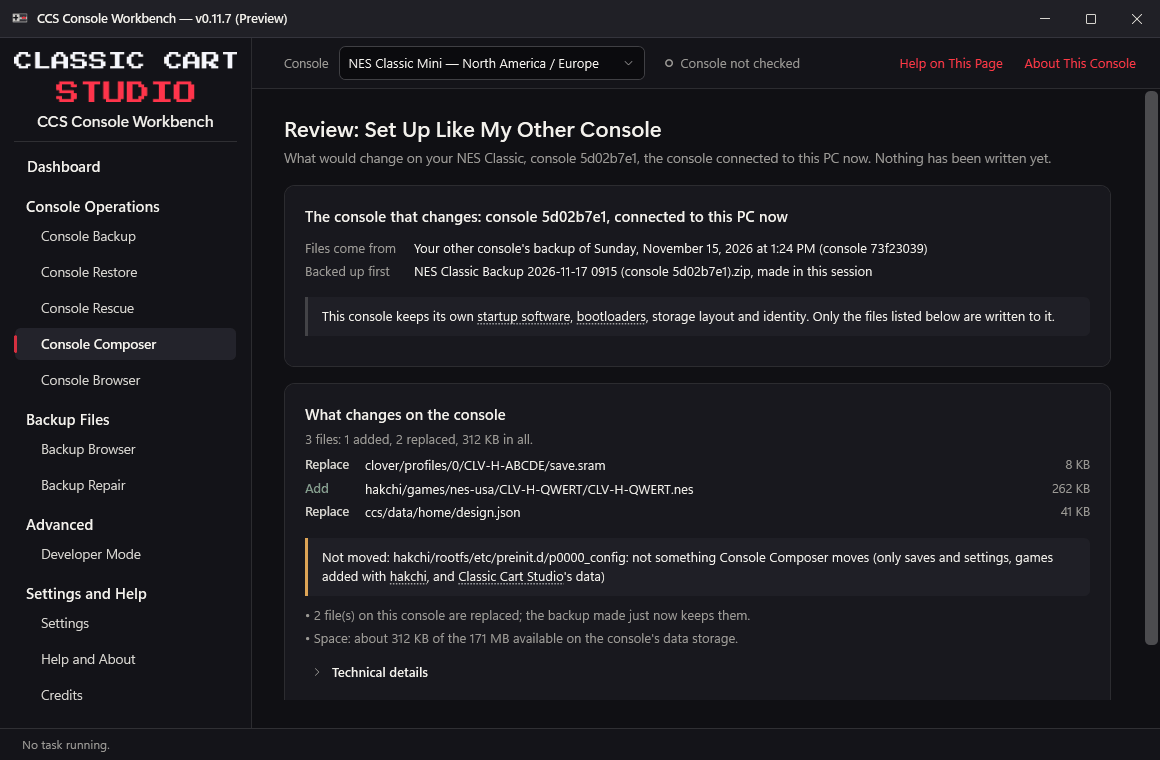 CCS Console Workbench — v0.11.7 (Preview)
CLASSIC CART
STUDIO
CCS Console Workbench
Dashboard
Console Operations
Console Backup
Console Restore
Console Rescue
Console Composer
Console Browser
Backup Files
Backup Browser
Backup Repair
Advanced
Developer Mode
Settings and Help
Settings
Help and About
Credits
Console NES Classic Mini — North America / Europe Console not checked Help on This Page About This Console
Review: Set Up Like My Other Console
What would change on your NES Classic, console 5d02b7e1, the console connected to this PC now. Nothing has been written yet.
The console that changes: console 5d02b7e1, connected to this PC now
Files come from Your other console's backup of Sunday, November 15, 2026 at 1:24 PM (console 73f23039)
Backed up first NES Classic Backup 2026-11-17 0915 (console 5d02b7e1).zip, made in this session
This console keeps its own startup software, bootloaders, storage layout and identity. Only the files listed below are written to it.
What changes on the console
3 files: 1 added, 2 replaced, 312 KB in all.
Replace clover/profiles/0/CLV-H-ABCDE/save.sram 8 KB
Add hakchi/games/nes-usa/CLV-H-QWERT/CLV-H-QWERT.nes 262 KB
Replace ccs/data/home/design.json 41 KB
Not moved: hakchi/rootfs/etc/preinit.d/p0000_config: not something Console Composer moves (only saves and settings, games
added with hakchi, and Classic Cart Studio's data)
• 2 file(s) on this console are replaced; the backup made just now keeps them.
• Space: about 312 KB of the 171 MB available on the console's data storage.
Technical details
No task running.